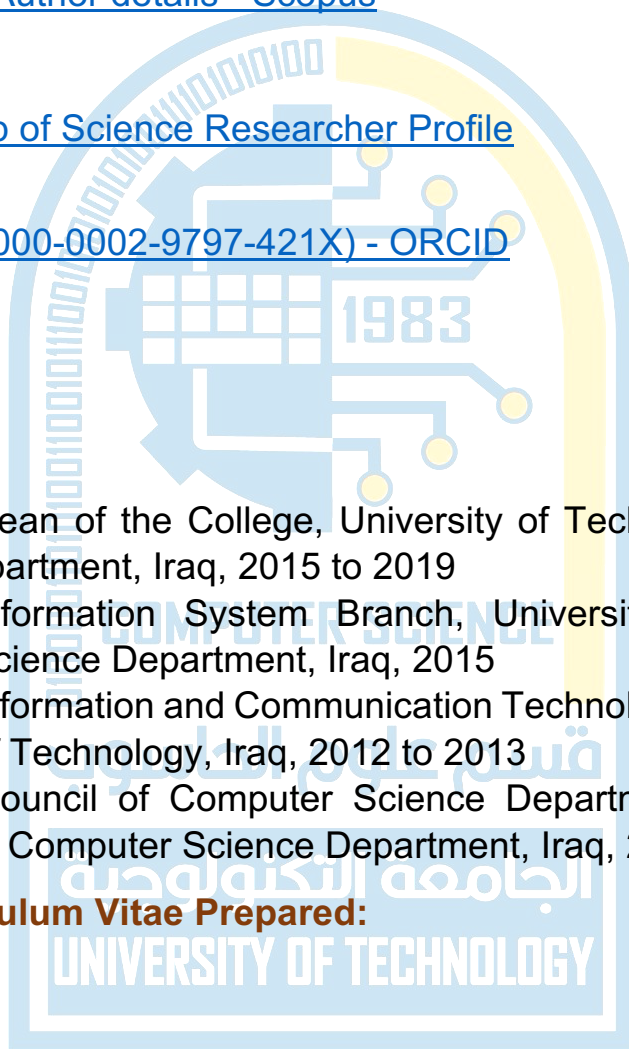 Author details - Scopus
of Science Researcher Profile
000-0002-9797-421X) - ORCID
1983
ean of the College, University of Tech
partment, Iraq, 2015 to 2019
nformation System Branch, Universit
COMPUTER SCIENCE
cience Department, Iraq, 2015
nformation and Communication Technol
f Technology, Iraq, 2012 to 2013
قسم علوم الحاسوب
ouncil of Computer Science Departm
Computer Science Department, Iraq, 2
الجامعة التكنولوجية
ulum Vitae Prepared:
UNIVERSITY OF TECHNOLOGY